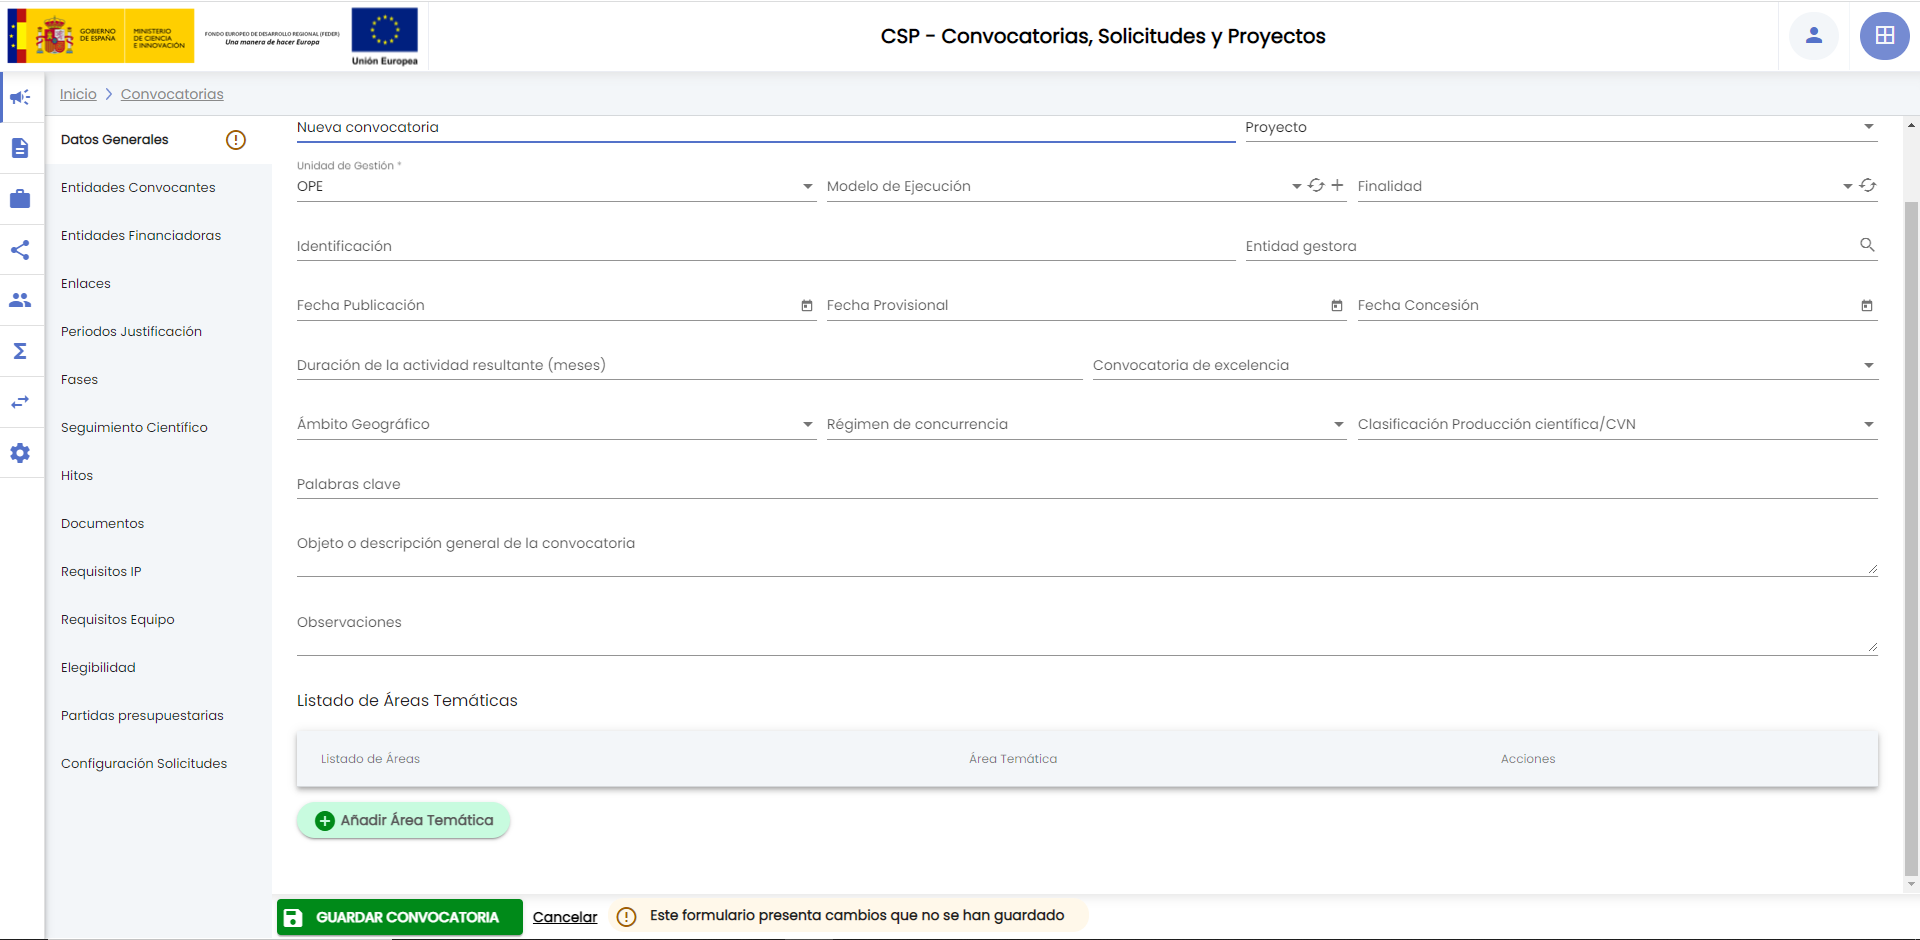 GOBIERNO
DE ESPAÑA
MINISTERIO
DE CIENCIA
E INNOVACIÓN
FONDO EUROPEO DE DESARROLLO REGIONAL (FEDER)
Una manera de hacer Europa
Unión Europea
CSP - Convocatorias, Solicitudes y Proyectos
Inicio > Convocatorias
Datos Generales
Entidades Convocantes
Entidades Financiadoras
Enlaces
Periodos Justificación
Fases
Seguimiento Científico
Hitos
Documentos
Requisitos IP
Requisitos Equipo
Elegibilidad
Partidas presupuestarias
Configuración Solicitudes
Nueva convocatoria Proyecto
Unidad de Gestión *
OPE Modelo de Ejecución Finalidad
Identificación Entidad gestora
Fecha Publicación Fecha Provisional Fecha Concesión
Duración de la actividad resultante (meses) Convocatoria de excelencia
Ámbito Geográfico Régimen de concurrencia Clasificación Producción científica/CVN
Palabras clave
Objeto o descripción general de la convocatoria
Observaciones
Listado de Áreas Temáticas
Listado de Áreas Área Temática Acciones
Añadir Área Temática
GUARDAR CONVOCATORIA Cancelar Este formulario presenta cambios que no se han guardado